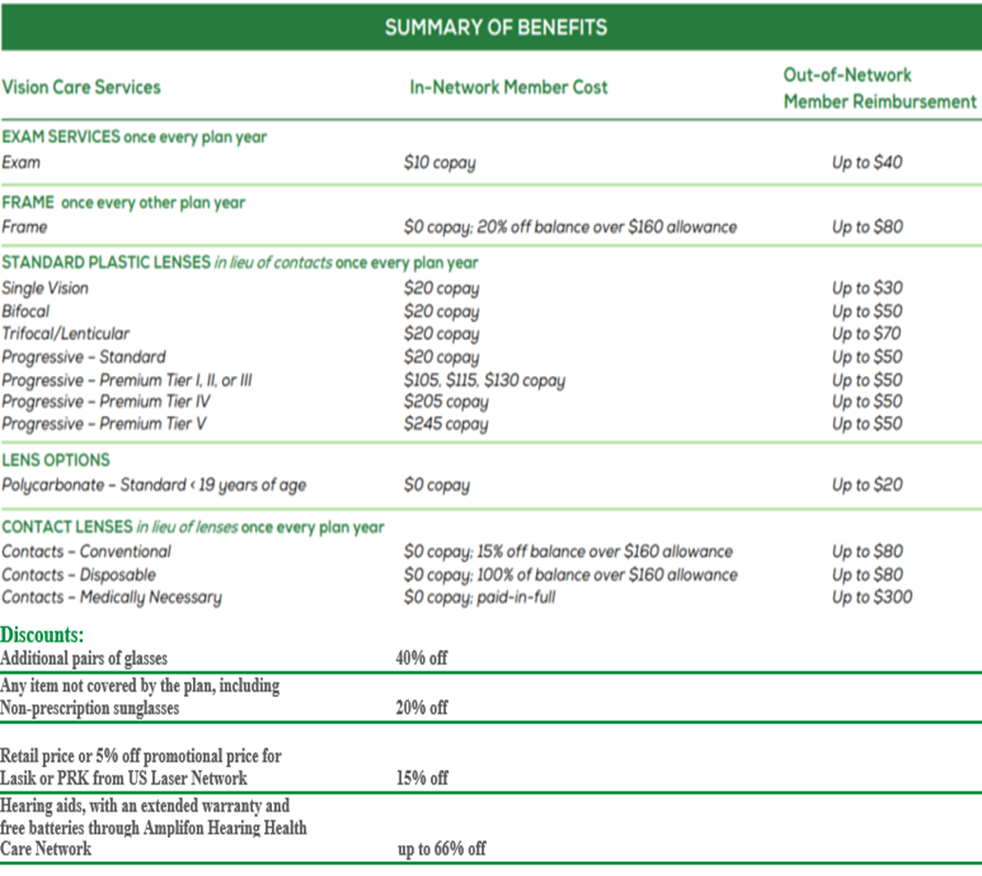 SUMMARY OF BENEFITS
Vision Care Services In-Network Member Cost Out-of-Network
Member Reimbursement
EXAM SERVICES once every plan year
Exam $10 copay Up to $40
FRAME once every other plan year
Frame $0 copay; 20% off balance over $160 allowance Up to $80
STANDARD PLASTIC LENSES in lieu of contacts once every plan year
Single Vision $20 copay Up to $30
Bifocal $20 copay Up to $50
Trifocal/Lenticular $20 copay Up to $70
Progressive – Standard $20 copay Up to $50
Progressive – Premium Tier I, II, or III $105, $115, $130 copay Up to $50
Progressive – Premium Tier IV $205 copay Up to $50
Progressive – Premium Tier V $245 copay Up to $50
LENS OPTIONS
Polycarbonate – Standard < 19 years of age $0 copay Up to $20
CONTACT LENSES in lieu of lenses once every plan year
Contacts – Conventional $0 copay; 15% off balance over $160 allowance Up to $80
Contacts – Disposable $0 copay; 100% of balance over $160 allowance Up to $80
Contacts – Medically Necessary $0 copay; paid-in-full Up to $300
Discounts:
Additional pairs of glasses 40% off
Any item not covered by the plan, including
Non-prescription sunglasses 20% off
Retail price or 5% off promotional price for
Lasik or PRK from US Laser Network 15% off
Hearing aids, with an extended warranty and
free batteries through Amplifon Hearing Health
Care Network up to 66% off